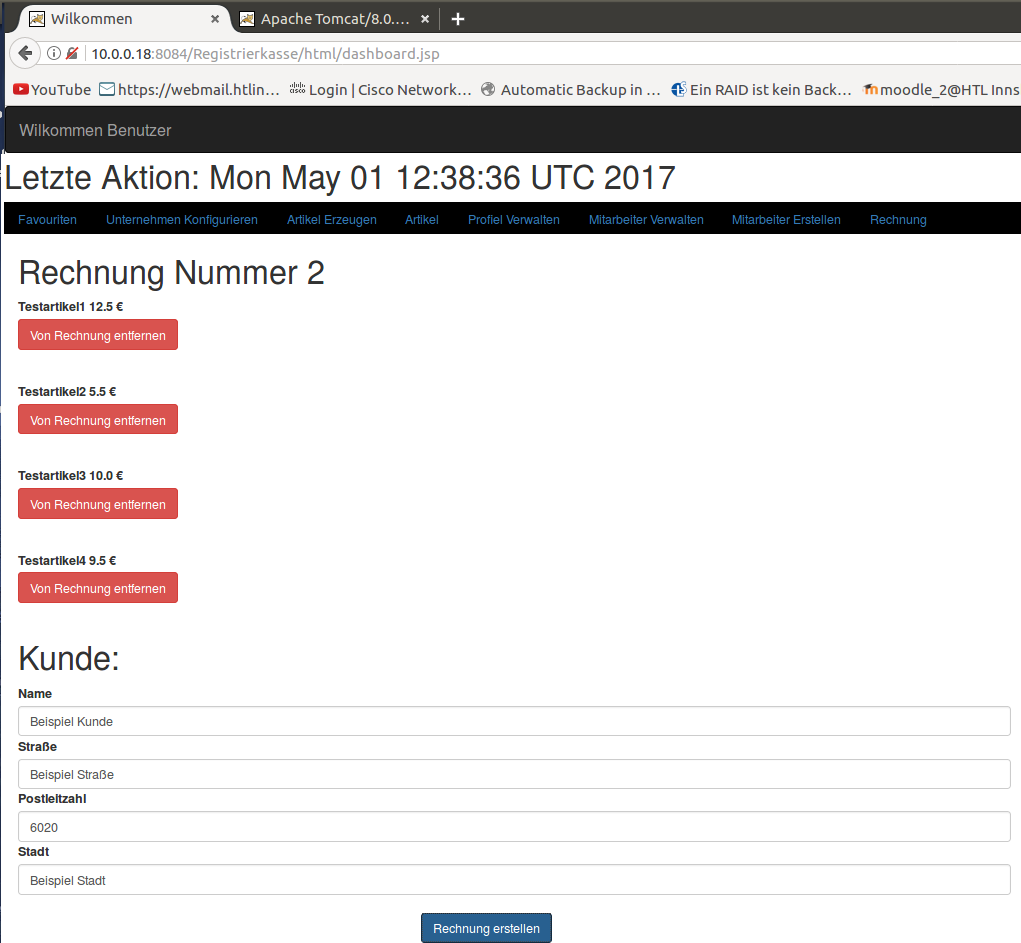 Wilkommen
Apache Tomcat/8.0....
10.0.0.18:8084/Registrierkasse/html/dashboard.jsp
YouTube https://webmail.htlin... Login | Cisco Network... Automatic Backup in ... Ein RAID ist kein Back... moodle_2@HTL Inns
Wilkommen Benutzer
Letzte Aktion: Mon May 01 12:38:36 UTC 2017
Favouriten Unternehmen Konfigurieren Artikel Erzeugen Artikel Profiel Verwalten Mitarbeiter Verwalten Mitarbeiter Erstellen Rechnung
Rechnung Nummer 2
Testartikel1 12.5 €
Von Rechnung entfernen
Testartikel2 5.5 €
Von Rechnung entfernen
Testartikel3 10.0 €
Von Rechnung entfernen
Testartikel4 9.5 €
Von Rechnung entfernen
Kunde:
Name
Beispiel Kunde
Straße
Beispiel Straße
Postleitzahl
6020
Stadt
Beispiel Stadt
Rechnung erstellen